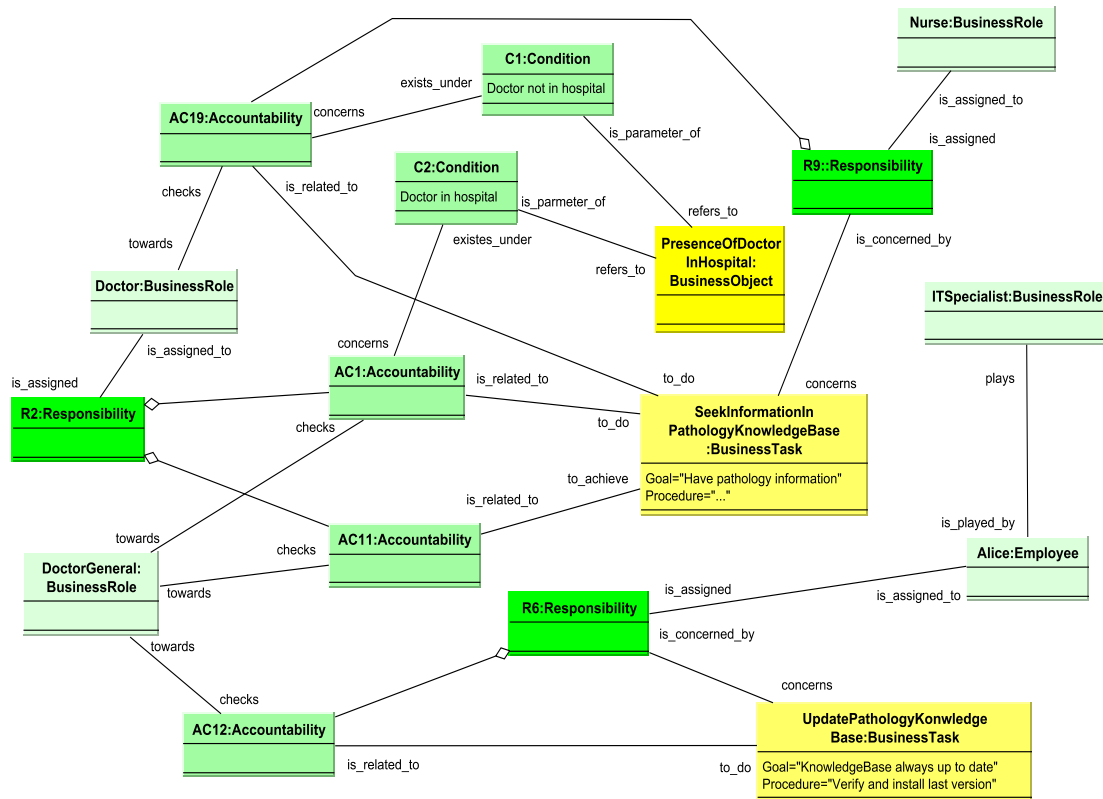 Nurse:BusinessRole
C1:Condition
Doctor not in hospital
exists_under
concerns
AC19:Accountability
is_parameter_of
is_assigned_to
is_assigned
R9::Responsibility
C2:Condition
Doctor in hospital
is_related_to
checks
is_parmeter_of
existes_under
refers_to
towards
PresenceOfDoctor
InHospital:
BusinessObject
refers_to
is_concerned_by
Doctor:BusinessRole
ITSpecialist:BusinessRole
is_assigned_to
concerns
is_assigned
AC1:Accountability
is_related_to
to_do
concerns
plays
R2:Responsibility
checks
to_do
SeekInformationIn
PathologyKnowledgeBase
:BusinessTask
Goal="Have pathology information"
Procedure="..."
to_achieve
is_related_to
is_played_by
towards
checks
AC11:Accountability
Alice:Employee
DoctorGeneral:
BusinessRole
towards
is_assigned
is_assigned_to
R6:Responsibility
is_concerned_by
towards
concerns
checks
AC12:Accountability
UpdatePathologyKonwledge
Base:BusinessTask
is_related_to
to_do
Goal="KnowledgeBase always up to date"
Procedure="Verify and install last version"